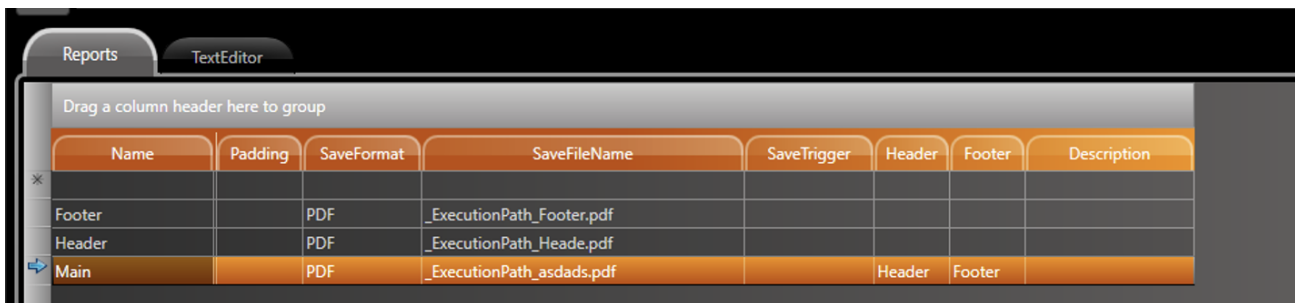 Reports TextEditor
Drag a column header here to group
Name Padding SaveFormat SaveFileName SaveTrigger Header Footer Description
Footer PDF _ExecutionPath_Footer.pdf
Header PDF _ExecutionPath_Heade.pdf
Main PDF _ExecutionPath_asdads.pdf Header Footer